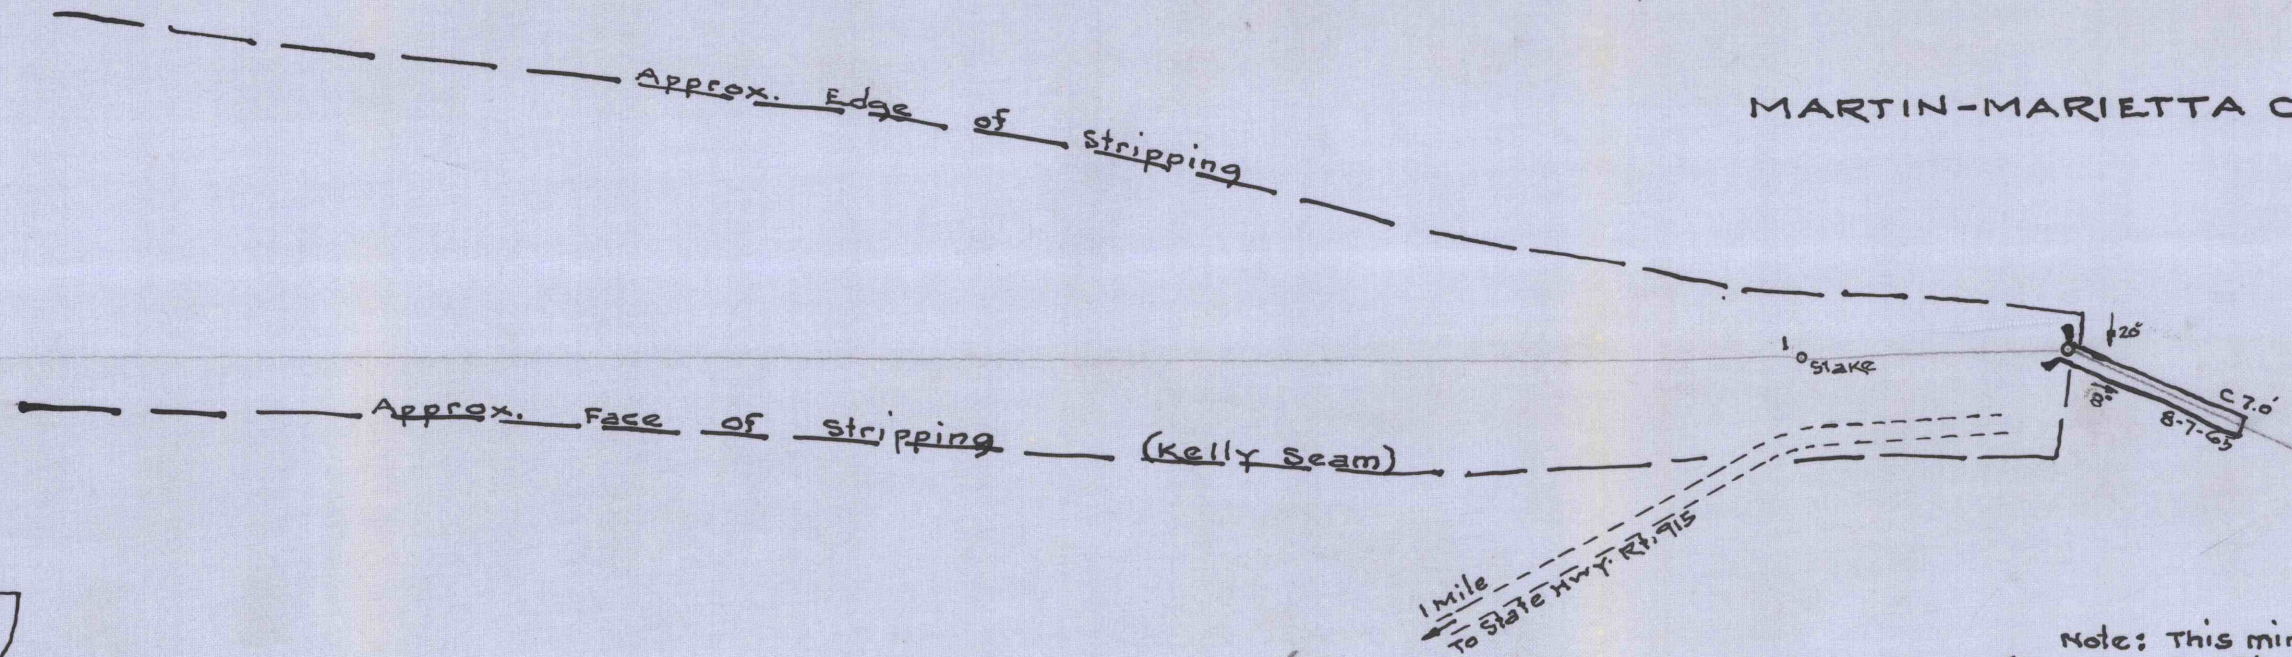 Approx. Edge of Stripping
MARTIN-MARIETTA C
20°
1
Stake
8°
C 7.0'
8-7-65
Approx. Face of Stripping (Kelly Seam)
1 Mile
To State Hwy. Rt. 915
Note: This min